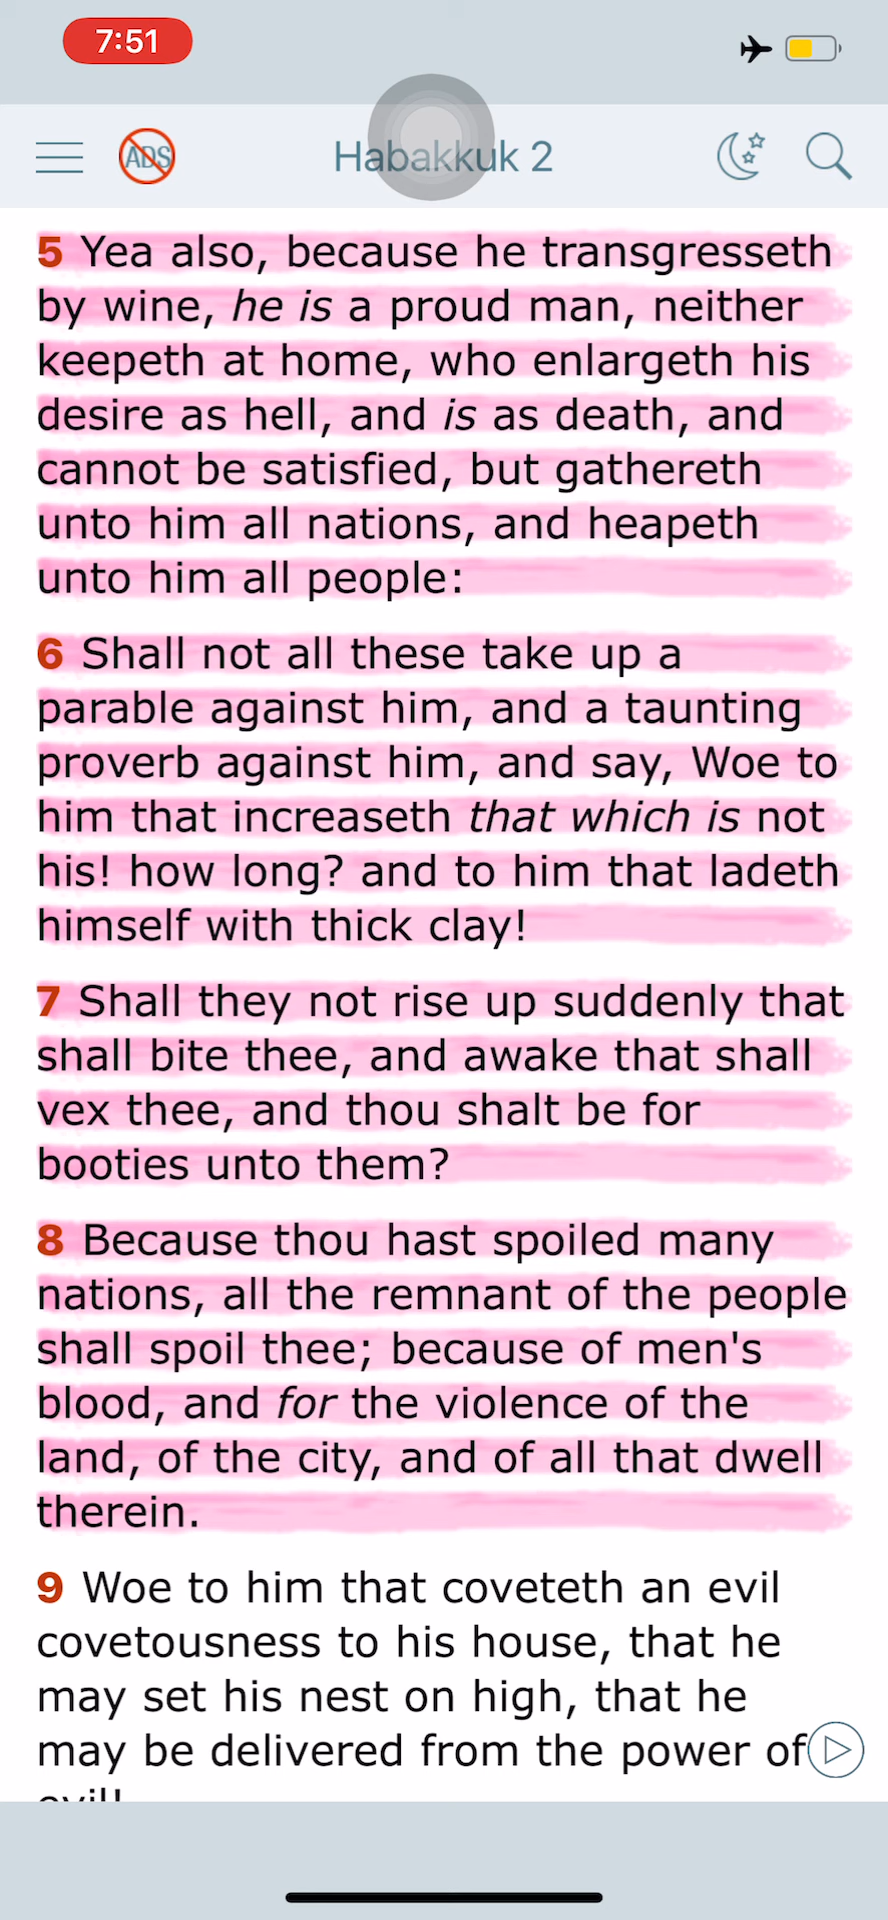 7:51
ADS
Habakkuk 2
5 Yea also, because he transgresseth
by wine, he is a proud man, neither
keepeth at home, who enlargeth his
desire as hell, and is as death, and
cannot be satisfied, but gathereth
unto him all nations, and heapeth
unto him all people:
6 Shall not all these take up a
parable against him, and a taunting
proverb against him, and say, Woe to
him that increaseth that which is not
his! how long? and to him that ladeth
himself with thick clay!
7 Shall they not rise up suddenly that
shall bite thee, and awake that shall
vex thee, and thou shalt be for
booties unto them?
8 Because thou hast spoiled many
nations, all the remnant of the people
shall spoil thee; because of men's
blood, and for the violence of the
land, of the city, and of all that dwell
therein.
9 Woe to him that coveteth an evil
covetousness to his house, that he
may set his nest on high, that he
may be delivered from the power of
evil!